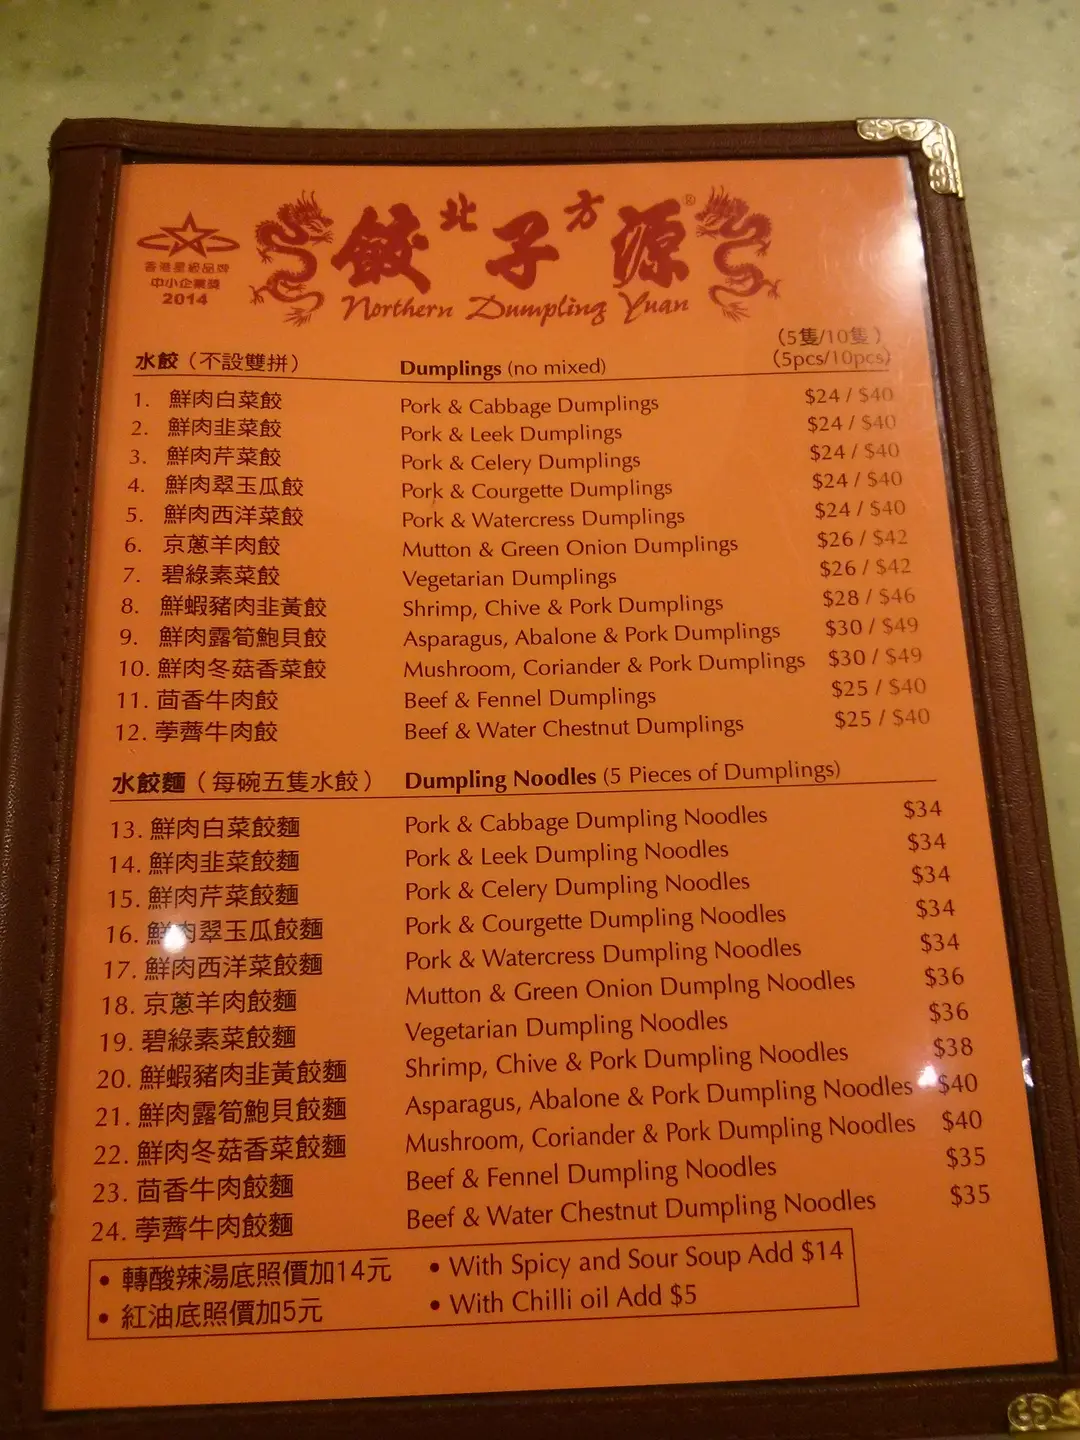 餃北子方源®
Northern Dumpling Yuan
香港星級品牌
中小企業獎
2014
(5隻/10隻)
水餃（不設雙拼） Dumplings (no mixed) (5pcs/10pcs)
1. 鮮肉白菜餃 Pork & Cabbage Dumplings $24 / $40
2. 鮮肉韭菜餃 Pork & Leek Dumplings $24 / $40
3. 鮮肉芹菜餃 Pork & Celery Dumplings $24 / $40
4. 鮮肉翠玉瓜餃 Pork & Courgette Dumplings $24 / $40
5. 鮮肉西洋菜餃 Pork & Watercress Dumplings $24 / $40
6. 京蔥羊肉餃 Mutton & Green Onion Dumplings $26 / $42
7. 碧綠素菜餃 Vegetarian Dumplings $26 / $42
8. 鮮蝦豬肉韭黃餃 Shrimp, Chive & Pork Dumplings $28 / $46
9. 鮮肉露筍鮑貝餃 Asparagus, Abalone & Pork Dumplings $30 / $49
10. 鮮肉冬菇香菜餃 Mushroom, Coriander & Pork Dumplings $30 / $49
11. 茴香牛肉餃 Beef & Fennel Dumplings $25 / $40
12. 荸薺牛肉餃 Beef & Water Chestnut Dumplings $25 / $40
水餃麵（每碗五隻水餃） Dumpling Noodles (5 Pieces of Dumplings)
13. 鮮肉白菜餃麵 Pork & Cabbage Dumpling Noodles $34
14. 鮮肉韭菜餃麵 Pork & Leek Dumpling Noodles $34
15. 鮮肉芹菜餃麵 Pork & Celery Dumpling Noodles $34
16. 鮮肉翠玉瓜餃麵 Pork & Courgette Dumpling Noodles $34
17. 鮮肉西洋菜餃麵 Pork & Watercress Dumpling Noodles $34
18. 京蔥羊肉餃麵 Mutton & Green Onion Dumplng Noodles $36
19. 碧綠素菜餃麵 Vegetarian Dumpling Noodles $36
20. 鮮蝦豬肉韭黃餃麵 Shrimp, Chive & Pork Dumpling Noodles $38
21. 鮮肉露筍鮑貝餃麵 Asparagus, Abalone & Pork Dumpling Noodles $40
22. 鮮肉冬菇香菜餃麵 Mushroom, Coriander & Pork Dumpling Noodles $40
23. 茴香牛肉餃麵 Beef & Fennel Dumpling Noodles $35
24. 荸薺牛肉餃麵 Beef & Water Chestnut Dumpling Noodles $35
• 轉酸辣湯底照價加14元 • With Spicy and Sour Soup Add $14
• 紅油底照價加5元 • With Chilli oil Add $5